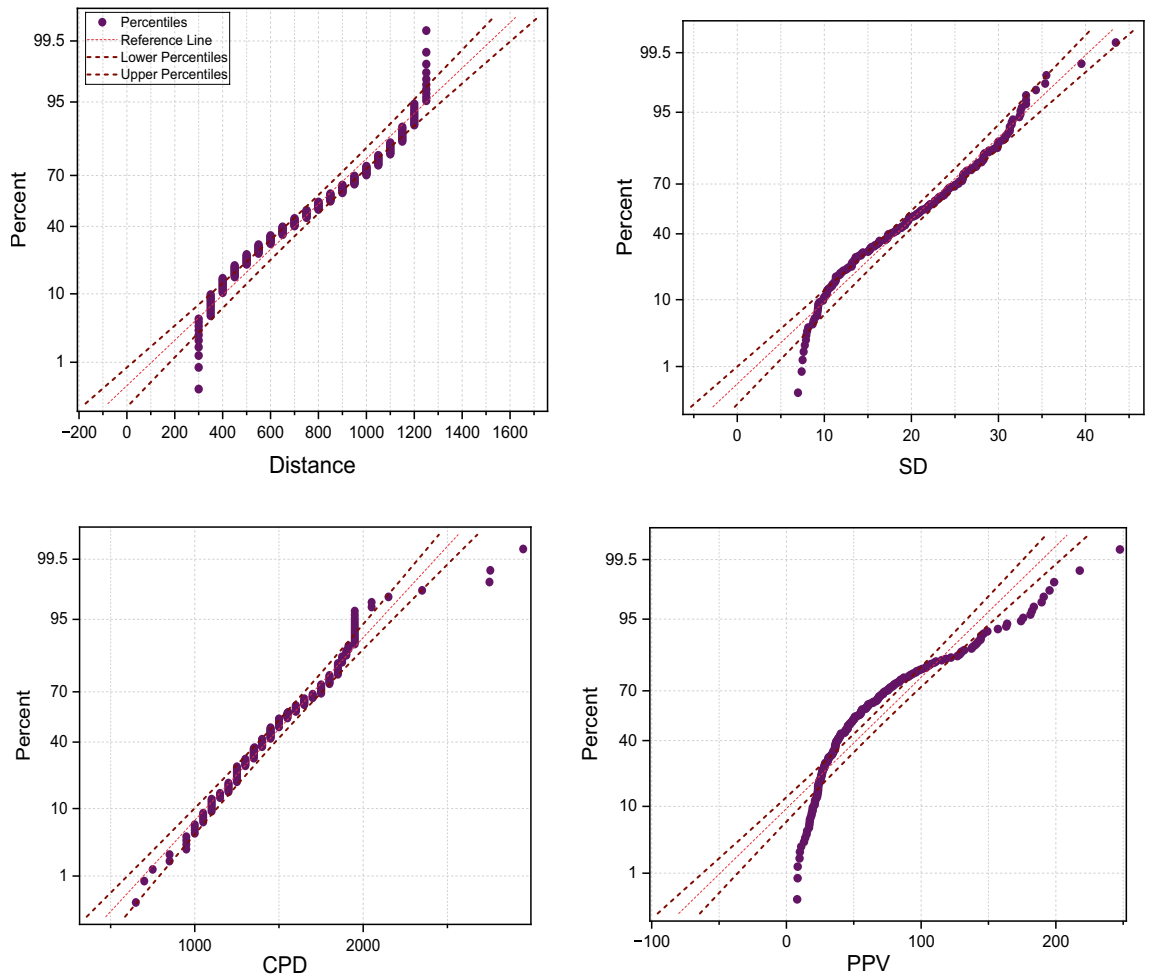 Percentiles
Reference Line
Lower Percentiles
Upper Percentiles
99.5
95
70
40
10
1
Percent
−200 0 200 400 600 800 1000 1200 1400 1600
Distance
99.5
95
70
40
10
1
Percent
0 10 20 30 40
SD
99.5
95
70
40
10
1
Percent
1000 2000
CPD
99.5
95
70
40
10
1
Percent
−100 0 100 200
PPV